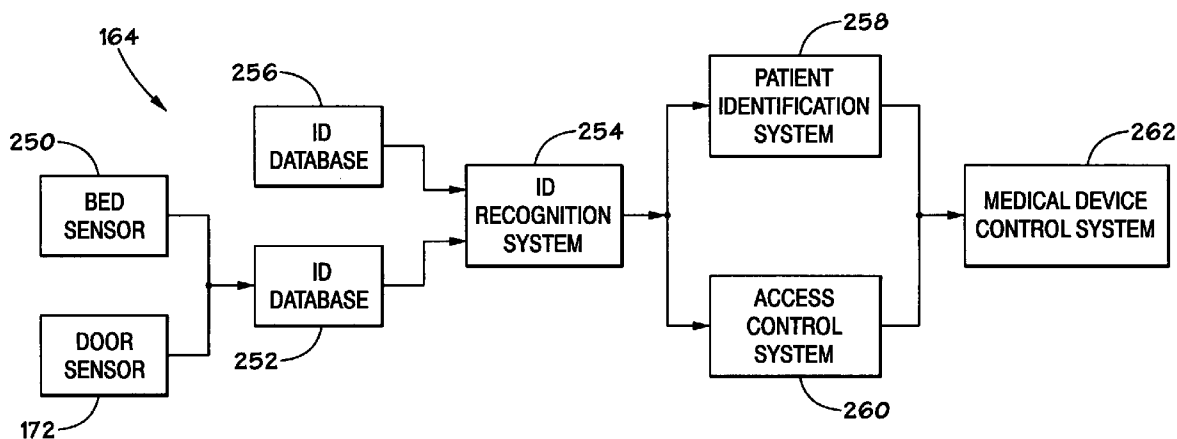 164
250
BED
SENSOR
DOOR
SENSOR
172
256
ID
DATABASE
ID
DATABASE
252
254
ID
RECOGNITION
SYSTEM
258
PATIENT
IDENTIFICATION
SYSTEM
ACCESS
CONTROL
SYSTEM
260
262
MEDICAL DEVICE
CONTROL SYSTEM